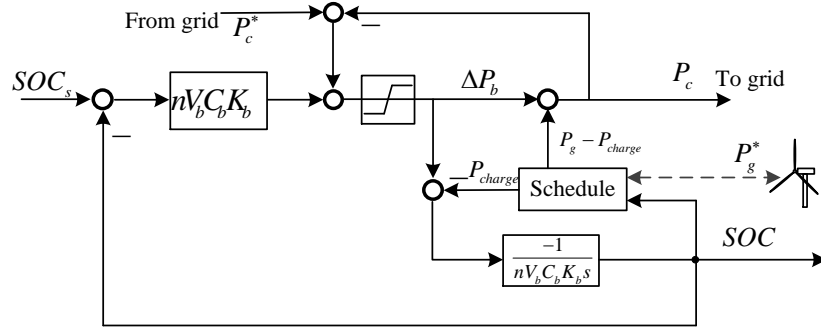 From grid
P_c^*
−
SOC_s
nV_bC_bK_b
ΔP_b
P_c
To grid
−
P_g − P_charge
−P_charge
Schedule
P_g^*
−1
nV_bC_bK_bs
SOC